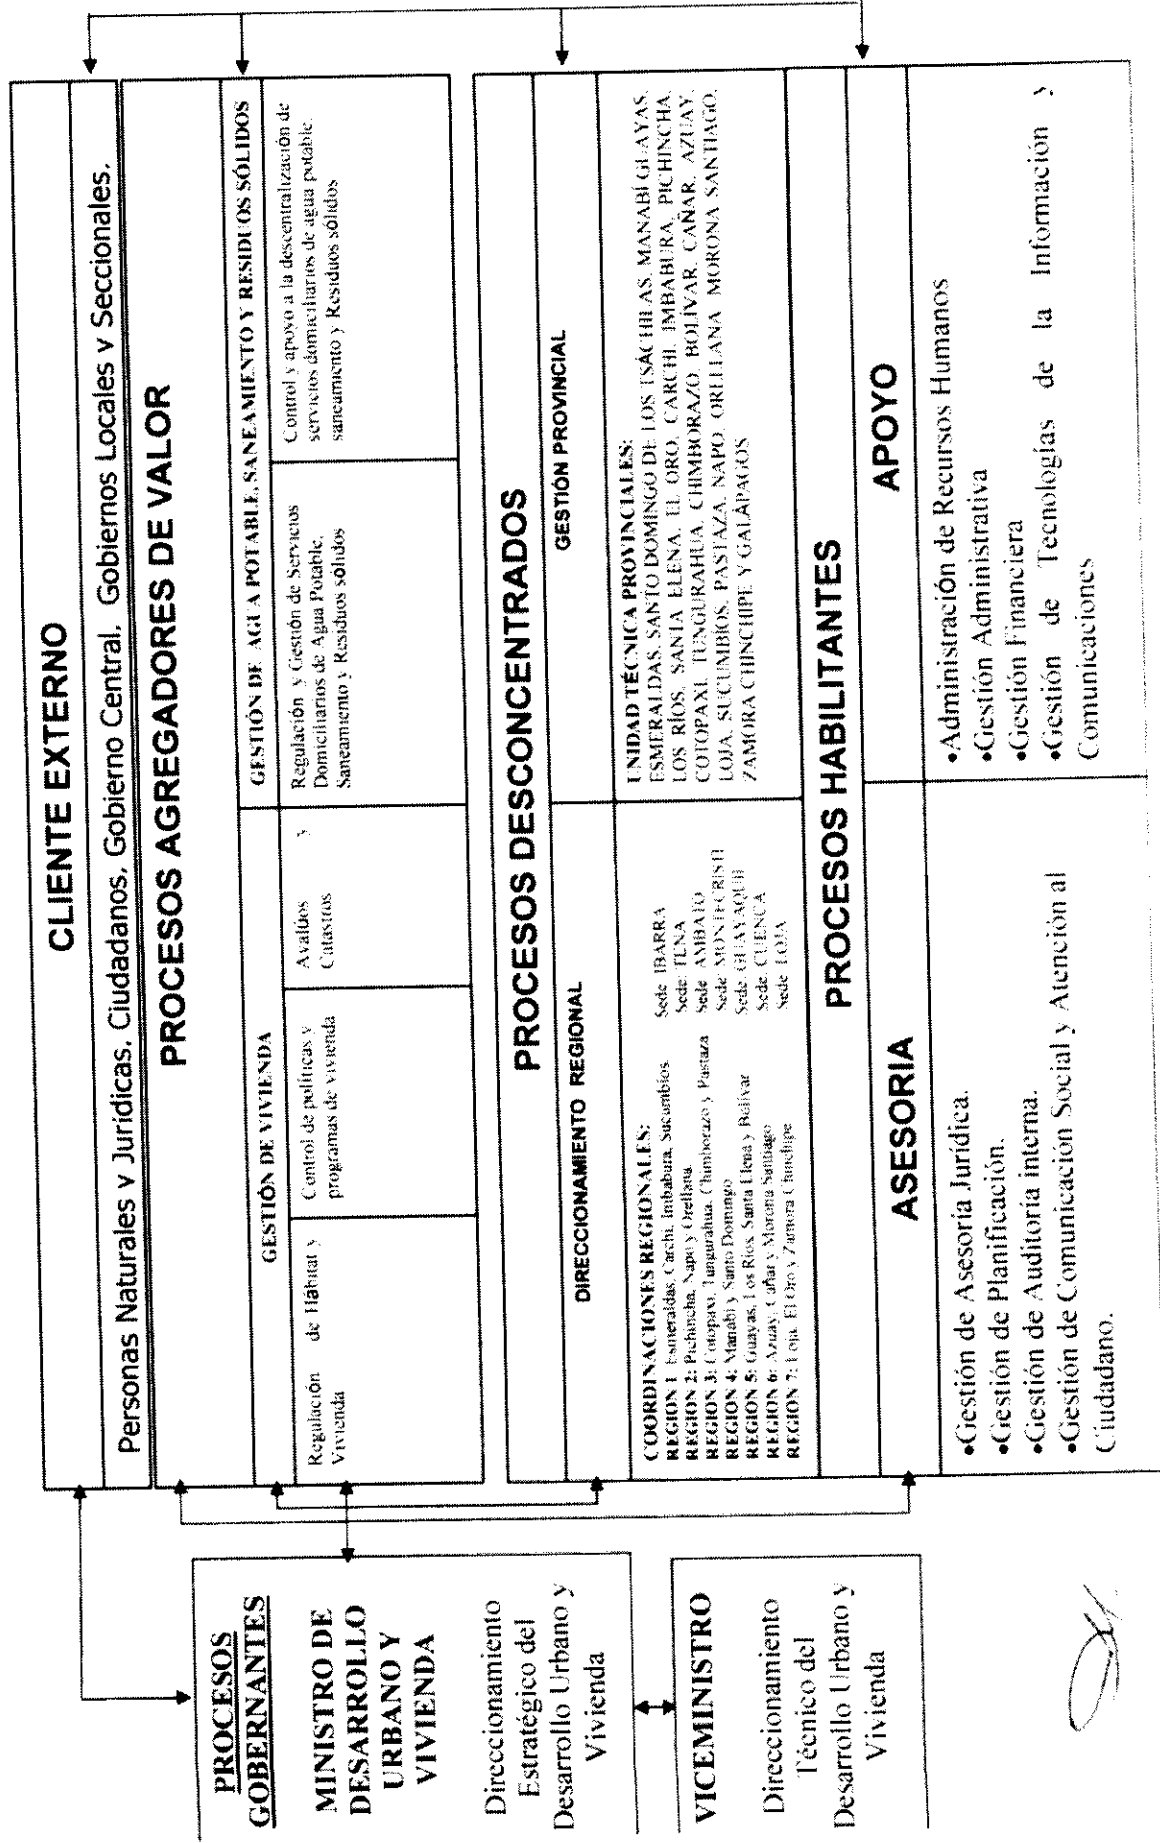 CLIENTE EXTERNO
Personas Naturales y Jurídicas, Ciudadanos, Gobierno Central, Gobiernos Locales y Seccionales.
PROCESOS AGREGADORES DE VALOR
GESTIÓN DE VIVIENDA
GESTIÓN DE AGUA POTABLE, SANEAMIENTO Y RESIDUOS SÓLIDOS
Regulación de Hábitat y
Vivienda
Control de políticas y
programas de vivienda
Avalúos y
Catastros
Regulación y Gestión de Servicios
Domiciliarios de Agua Potable,
Saneamiento y Residuos sólidos
Control y apoyo a la descentralización de
servicios domiciliarios de agua potable,
saneamiento y Residuos sólidos
PROCESOS DESCONCENTRADOS
DIRECCIONAMIENTO REGIONAL
GESTIÓN PROVINCIAL
COORDINACIONES REGIONALES:
REGION 1 Esmeraldas, Carchi, Imbabura, Sucumbíos. Sede IBARRA
REGION 2: Pichincha, Napo y Orellana. Sede: TENA
REGION 3: Cotopaxi, Tungurahua, Chimborazo y Pastaza Sede AMBATO
REGION 4: Manabí y Santo Domingo Sede: MONTECRISTI
REGION 5: Guayas, Los Ríos, Santa Elena y Bolívar Sede: GUAYAQUIL
REGION 6: Azuay, Cañar y Morona Santiago Sede: CUENCA
REGION 7: Loja, El Oro y Zamora Chinchipe Sede LOJA
UNIDAD TÉCNICA PROVINCIALES:
ESMERALDAS, SANTO DOMINGO DE LOS TSÁCHILAS, MANABÍ GUAYAS,
LOS RÍOS, SANTA ELENA, EL ORO, CARCHI, IMBABURA, PICHINCHA,
COTOPAXI, TUNGURAHUA, CHIMBORAZO, BOLÍVAR, CAÑAR, AZUAY,
LOJA, SUCUMBÍOS, PASTAZA, NAPO, ORELLANA, MORONA SANTIAGO,
ZAMORA CHINCHIPE Y GALÁPAGOS
PROCESOS HABILITANTES
ASESORIA
APOYO
•Gestión de Asesoría Jurídica.
•Gestión de Planificación.
•Gestión de Auditoría interna.
•Gestión de Comunicación Social y Atención al
Ciudadano.
•Administración de Recursos Humanos
•Gestión Administrativa
•Gestión Financiera
•Gestión de Tecnologías de la Información y
Comunicaciones
PROCESOS
GOBERNANTES
MINISTRO DE
DESARROLLO
URBANO Y
VIVIENDA
Direccionamiento
Estratégico del
Desarrollo Urbano y
Vivienda
VICEMINISTRO
Direccionamiento
Técnico del
Desarrollo Urbano y
Vivienda